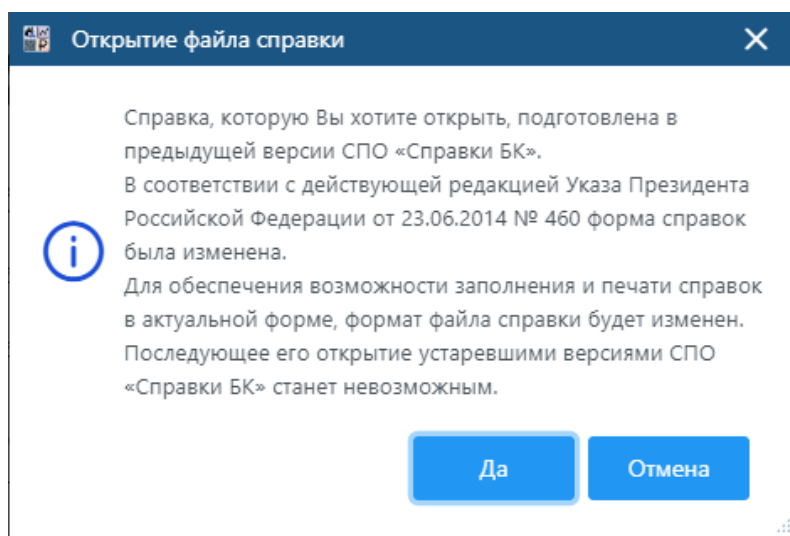 Открытие файла справки
Справка, которую Вы хотите открыть, подготовлена в
предыдущей версии СПО «Справки БК».
В соответствии с действующей редакцией Указа Президента
Российской Федерации от 23.06.2014 № 460 форма справок
была изменена.
Для обеспечения возможности заполнения и печати справок
в актуальной форме, формат файла справки будет изменен.
Последующее его открытие устаревшими версиями СПО
«Справки БК» станет невозможным.
Да
Отмена